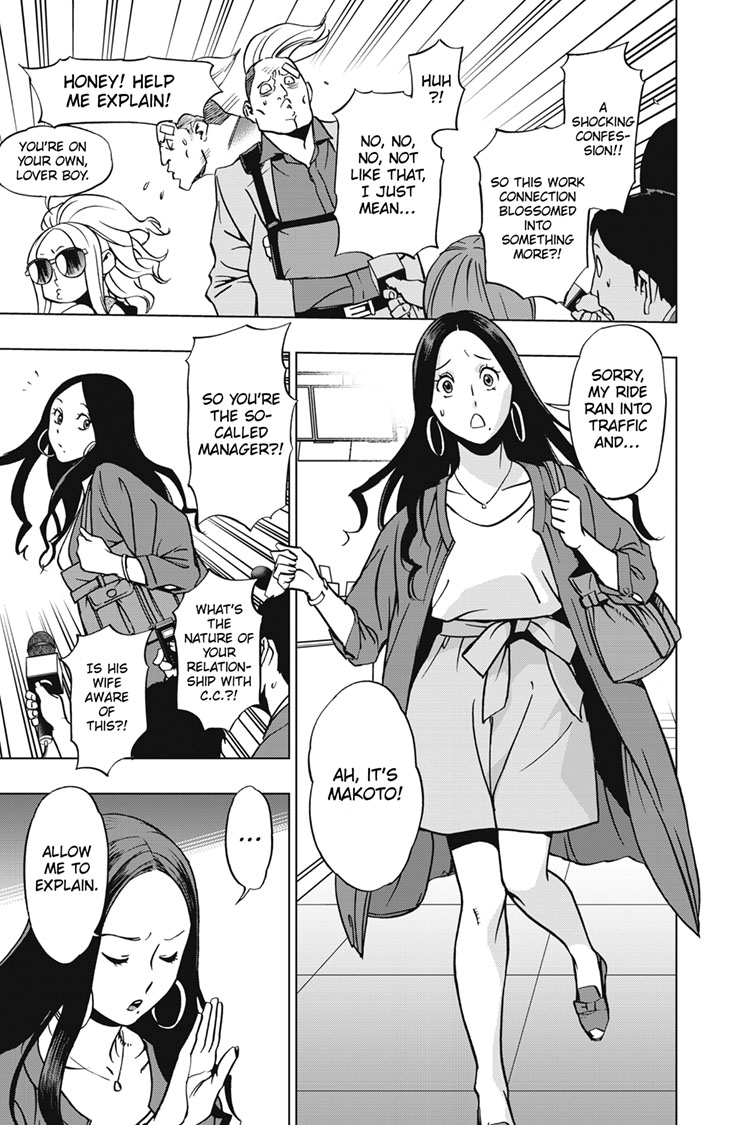 A
SHOCKING
CONFES-
SION!!
SO THIS WORK
CONNECTION
BLOSSOMED
INTO
SOMETHING
MORE?!
HUH
?!
NO, NO,
NO, NOT
LIKE THAT,
I JUST
MEAN...
HONEY! HELP
ME EXPLAIN!
YOU'RE ON
YOUR OWN,
LOVER BOY.
SORRY,
MY RIDE
RAN INTO
TRAFFIC
AND...
AH, IT'S
MAKOTO!
SO YOU'RE
THE SO-
CALLED
MANAGER?!
WHAT'S
THE
NATURE OF
YOUR
RELATION-
SHIP WITH
C.C.?!
IS HIS
WIFE
AWARE
OF
THIS?!
...
ALLOW
ME TO
EXPLAIN.